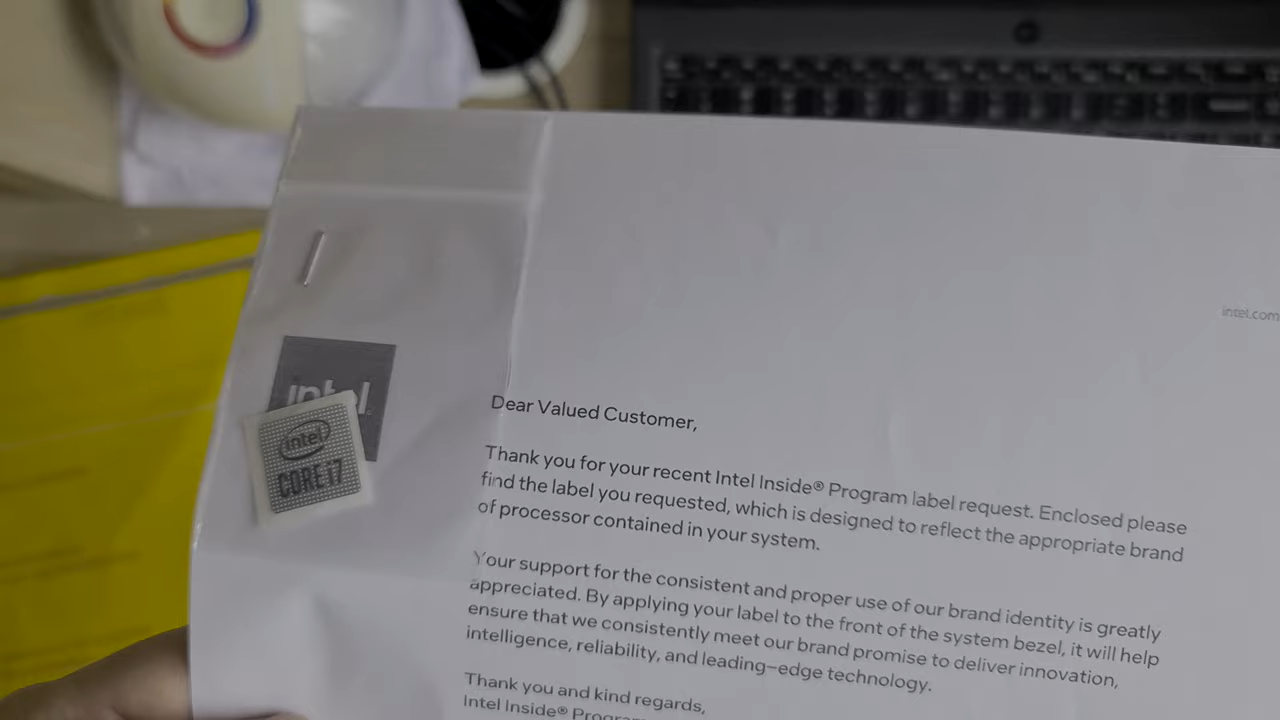 intel.com
intel.
intel
CORE i7
Dear Valued Customer,
Thank you for your recent Intel Inside® Program label request. Enclosed please
find the label you requested, which is designed to reflect the appropriate brand
of processor contained in your system.
Your support for the consistent and proper use of our brand identity is greatly
appreciated. By applying your label to the front of the system bezel, it will help
ensure that we consistently meet our brand promise to deliver innovation,
intelligence, reliability, and leading-edge technology.
Thank you and kind regards,
Intel Inside® Program